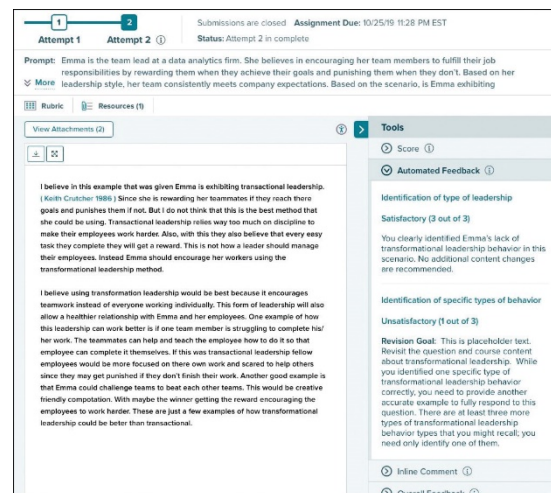 1
2
Attempt 1
Attempt 2
Submissions are closed Assignment Due: 10/25/19 11:28 PM EST
Status: Attempt 2 in complete
Prompt: Emma is the team lead at a data analytics firm. She believes in encouraging her team members to fulfill their job
responsibilities by rewarding them when they achieve their goals and punishing them when they don't. Based on her
More leadership style, her team consistently meets company expectations. Based on the scenario, is Emma exhibiting
Rubric
Resources (1)
View Attachments (2)
I believe in this example that was given Emma is exhibiting transactional leadership.
( Keith Crutcher 1986 ) Since she is rewarding her teammates if they reach there
goals and punishes them if not. But I do not think that this is the best method that
she could be using. Transactional leadership relies way too much on discipline to
make their employees work harder. Also, with this they also believe that every easy
task they complete they will get a reward. This is not how a leader should manage
their employees. Instead Emma should encourage her workers using the
transformational leadership method.
I believe using transformation leadership would be best because it encourages
teamwork instead of everyone working individually. This form of leadership will also
allow a healthier relationship with Emma and her employees. One example of how
this leadership can work better is if one team member is struggling to complete his/
her work. The teammates can help and teach the employee how to do it so that
employee can complete it themselves. If this was transactional leadership fellow
employees would be more focused on there own work and scared to help others
since they may get punished if they don't finish their work. Another good example is
that Emma could challenge teams to beat each other teams. This would be creative
friendly compotation. With maybe the winner getting the reward encouraging the
employees to work harder. These are just a few examples of how transformational
leadership could be beter than transactional.
Tools
Score
Automated Feedback
Identification of type of leadership
Satisfactory (3 out of 3)
You clearly identified Emma's lack of
transformational leadership behavior in this
scenario. No additional content changes
are recommended.
Identification of specific types of behavior
Unsatisfactory (1 out of 3)
Revision Goal: This is placeholder text.
Revisit the question and course content
about transformational leadership. While
you identified one specific type of
transformational leadership behavior
correctly, you need to provide another
accurate example to fully respond to this
question. There are at least three more
types of transformational leadership
behavior types that you might recall; you
need only identify one of them.
Inline Comment
Overall Feedback